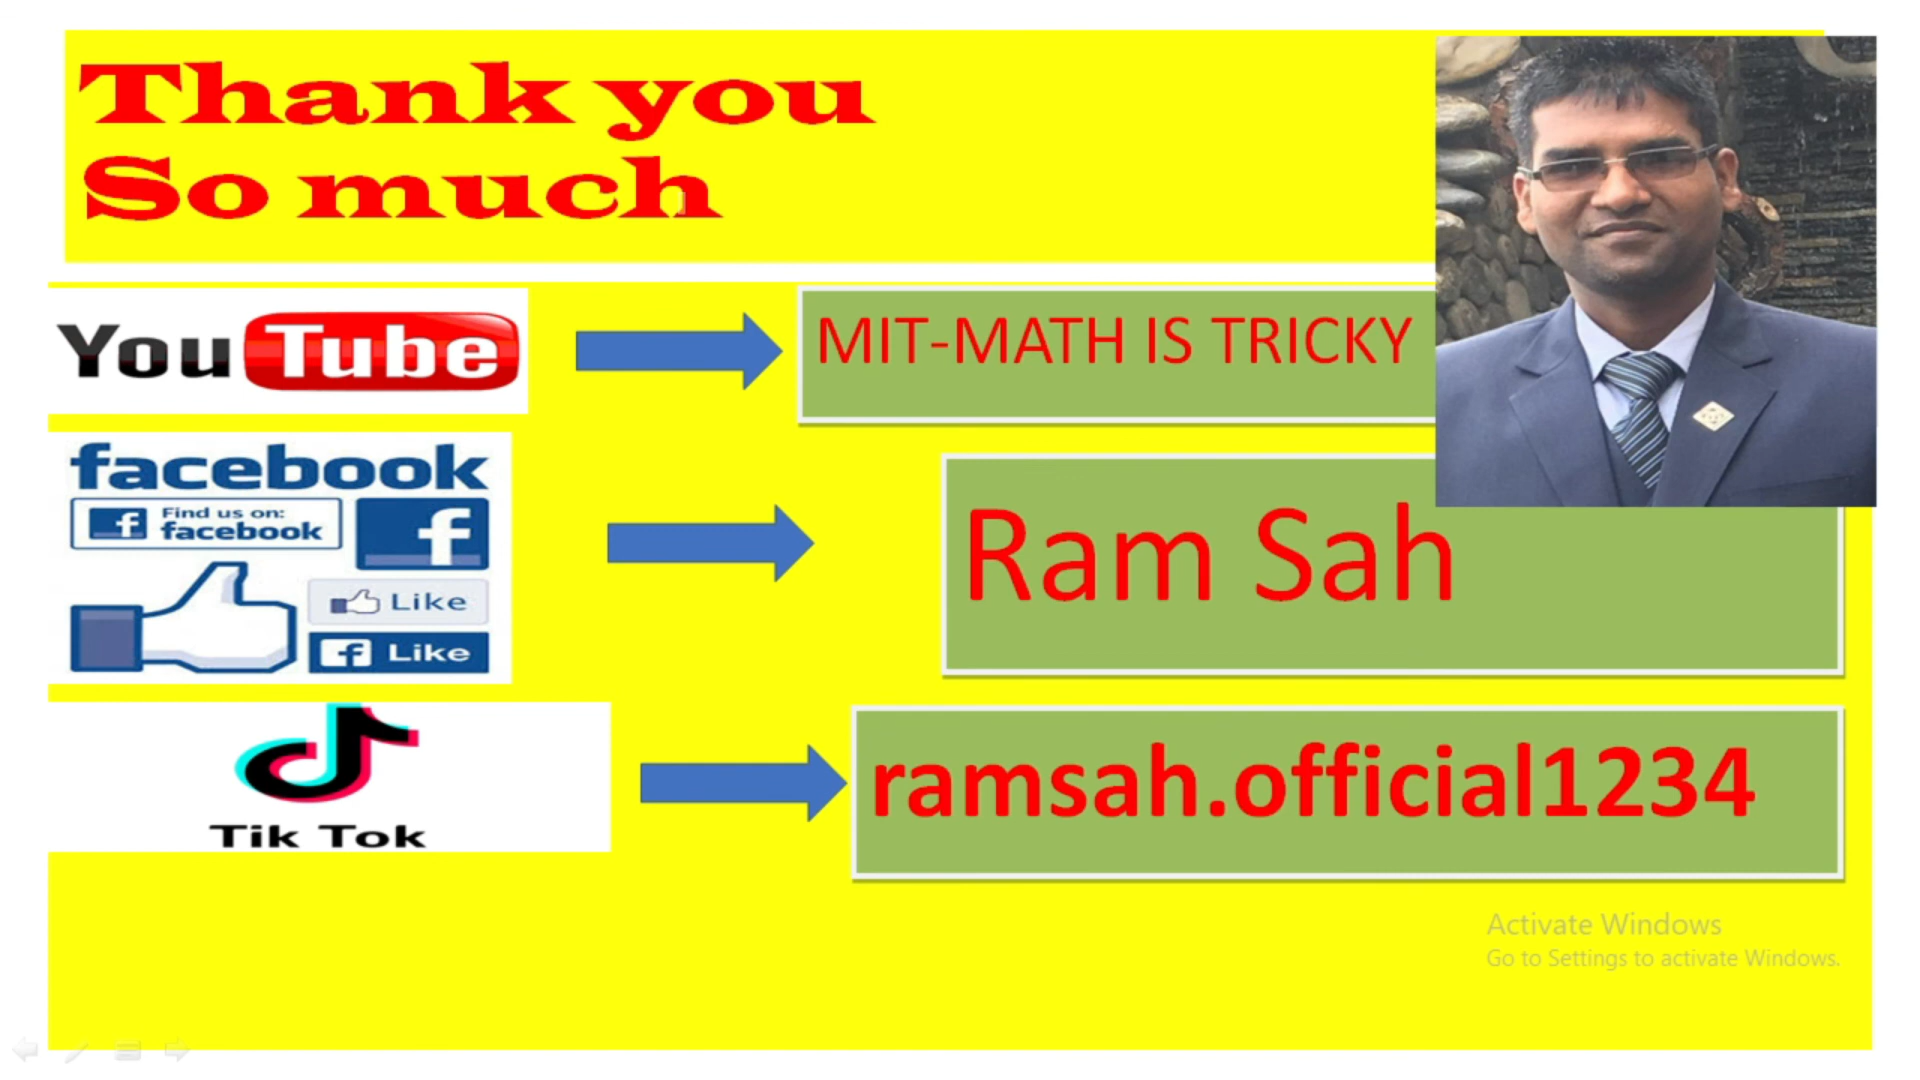 Thank you
So much
YouTube
MIT-MATH IS TRICKY
facebook
Find us on:
facebook
f
f
Like
f Like
Ram Sah
Tik Tok
ramsah.official1234
Activate Windows
Go to Settings to activate Windows.